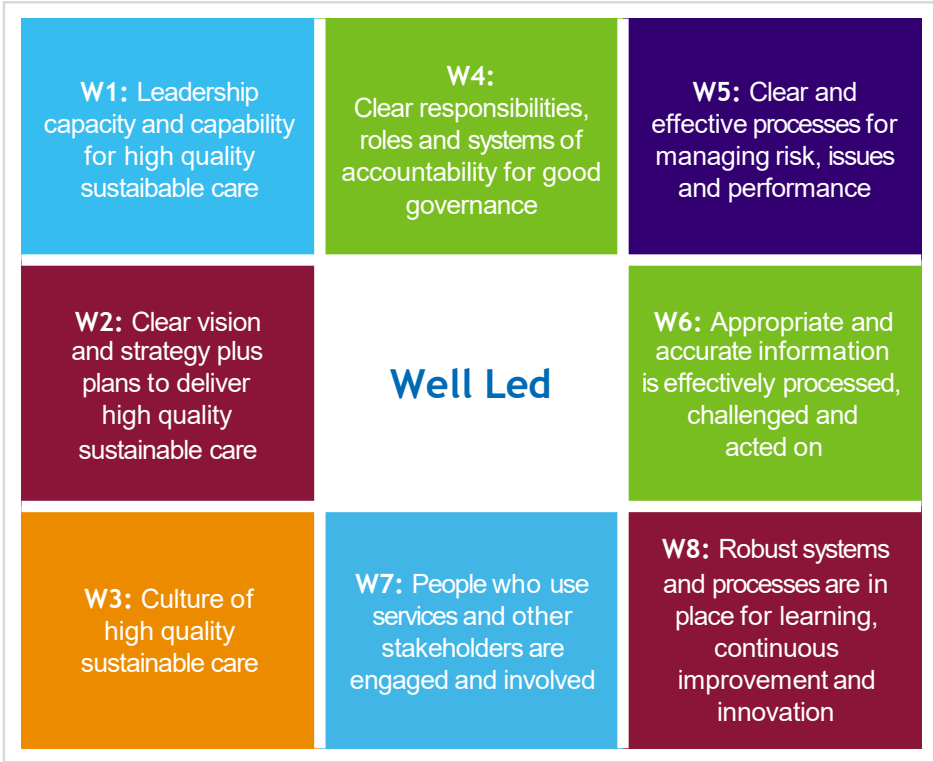 W1: Leadership
capacity and capability
for high quality
sustaibable care
W4:
Clear responsibilities,
roles and systems of
accountability for good
governance
W5: Clear and
effective processes for
managing risk, issues
and performance
W2: Clear vision
and strategy plus
plans to deliver
high quality
sustainable care
Well Led
W6: Appropriate and
accurate information
is effectively processed,
challenged and
acted on
W3: Culture of
high quality
sustainable care
W7: People who use
services and other
stakeholders are
engaged and involved
W8: Robust systems
and processes are in
place for learning,
continuous
improvement and
innovation